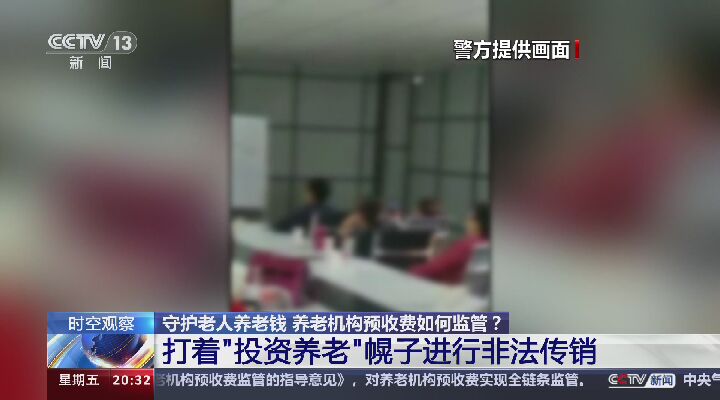 CCTV 13
新闻
警方提供画面
时空观察
守护老人养老钱 养老机构预收费如何监管？
打着"投资养老"幌子进行非法传销
星期五 20:32 老机构预收费监管的指导意见》，对养老机构预收费实现全链条监管。 CCTV 新闻 中央气